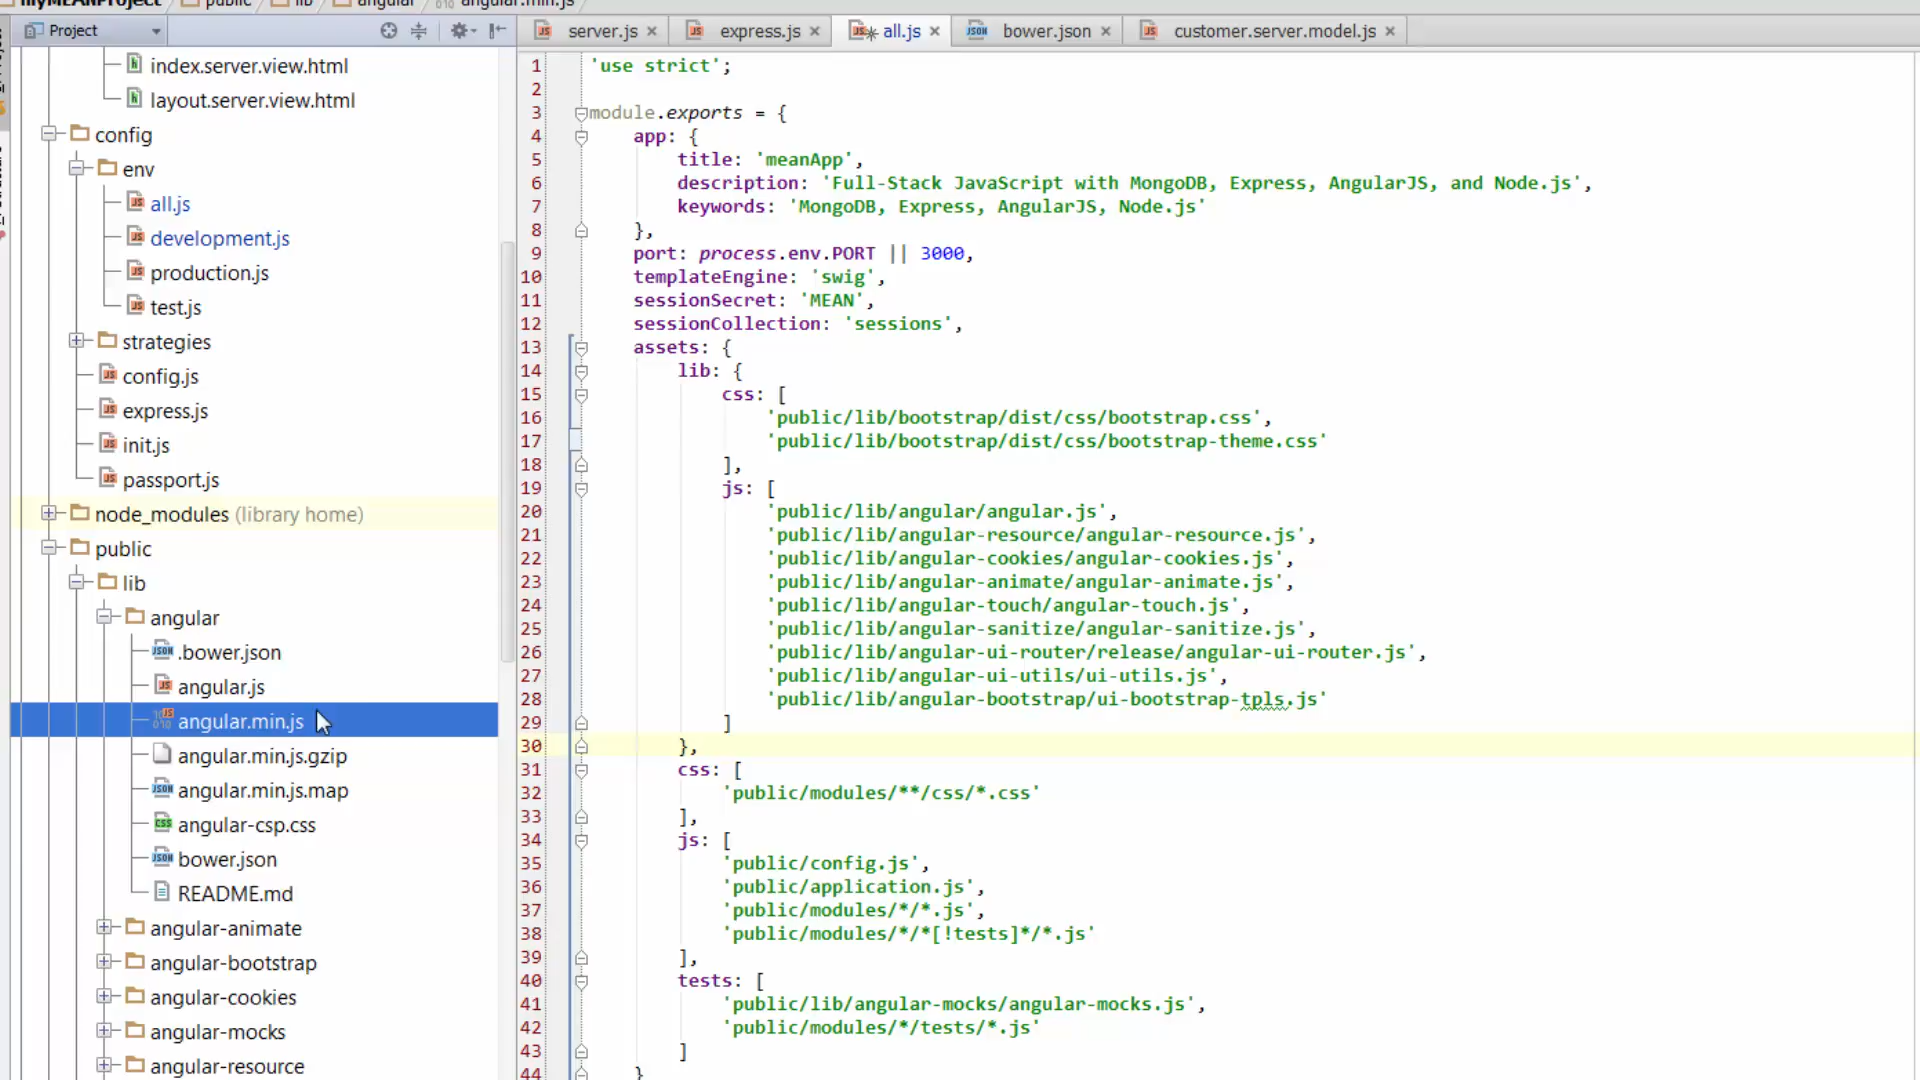 myMEANProject public lib angular angular.min.js
Project
server.js express.js all.js bower.json customer.server.model.js
index.server.view.html
layout.server.view.html
config
env
all.js
development.js
production.js
test.js
strategies
config.js
express.js
init.js
passport.js
node_modules (library home)
public
lib
angular
.bower.json
angular.js
angular.min.js
angular.min.js.gzip
angular.min.js.map
angular-csp.css
bower.json
README.md
angular-animate
angular-bootstrap
angular-cookies
angular-mocks
angular-resource
1 'use strict';
2
3 module.exports = {
4 app: {
5 title: 'meanApp',
6 description: 'Full-Stack JavaScript with MongoDB, Express, AngularJS, and Node.js',
7 keywords: 'MongoDB, Express, AngularJS, Node.js'
8 },
9 port: process.env.PORT || 3000,
10 templateEngine: 'swig',
11 sessionSecret: 'MEAN',
12 sessionCollection: 'sessions',
13 assets: {
14 lib: {
15 css: [
16 'public/lib/bootstrap/dist/css/bootstrap.css',
17 'public/lib/bootstrap/dist/css/bootstrap-theme.css'
18 ],
19 js: [
20 'public/lib/angular/angular.js',
21 'public/lib/angular-resource/angular-resource.js',
22 'public/lib/angular-cookies/angular-cookies.js',
23 'public/lib/angular-animate/angular-animate.js',
24 'public/lib/angular-touch/angular-touch.js',
25 'public/lib/angular-sanitize/angular-sanitize.js',
26 'public/lib/angular-ui-router/release/angular-ui-router.js',
27 'public/lib/angular-ui-utils/ui-utils.js',
28 'public/lib/angular-bootstrap/ui-bootstrap-tpls.js'
29 ]
30 },
31 css: [
32 'public/modules/**/css/*.css'
33 ],
34 js: [
35 'public/config.js',
36 'public/application.js',
37 'public/modules/*/*.js',
38 'public/modules/*/*[!tests]*/*.js'
39 ],
40 tests: [
41 'public/lib/angular-mocks/angular-mocks.js',
42 'public/modules/*/tests/*.js'
43 ]
44 }